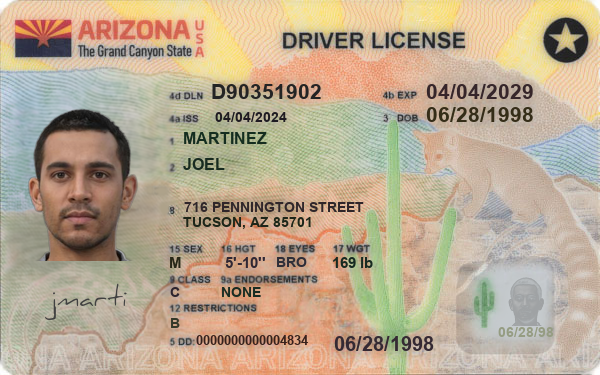 ARIZONA USA
The Grand Canyon State
DRIVER LICENSE
4d DLN D90351902 4b EXP 04/04/2029
4a ISS 04/04/2024 3 DOB 06/28/1998
1 MARTINEZ
2 JOEL
8 716 PENNINGTON STREET
TUCSON, AZ 85701
15 SEX 16 HGT 18 EYES 17 WGT
M 5'-10" BRO 169 lb
9 CLASS 9a ENDORSEMENTS
C NONE
12 RESTRICTIONS
B
jmarti
06/28/98
5 DD: 0000000000004834 06/28/1998
ARIZONA ARIZONA ARIZONA